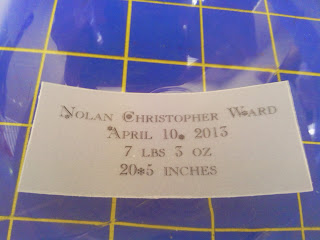 Nolan Christopher Ward
April 10. 2013
7 lbs 3 oz
20.5 inches